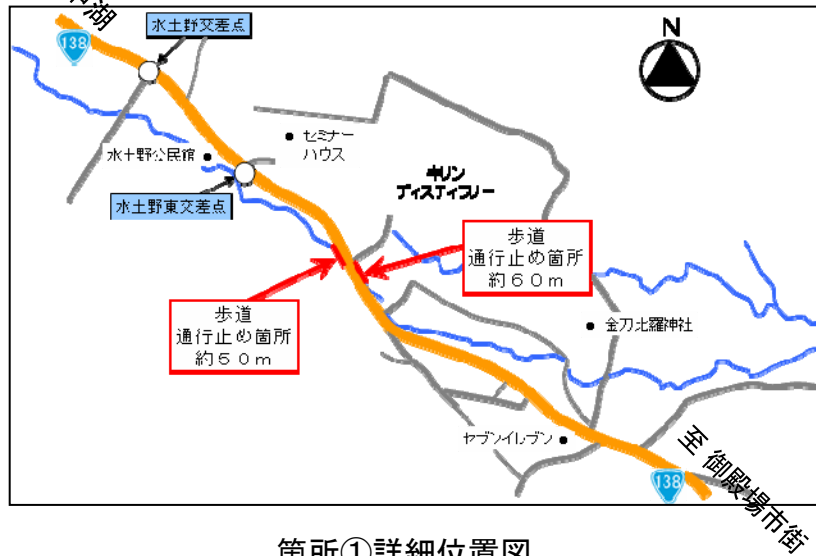 湖
138
水土野交差点
N
セミナー
ハウス
水土野公民館
キリン
ディスティラリー
水土野東交差点
歩道
通行止め箇所
約60m
歩道
通行止め箇所
約60m
金刀比羅神社
セブンイレブン
至 御殿場市街
138
箇所①詳細位置図